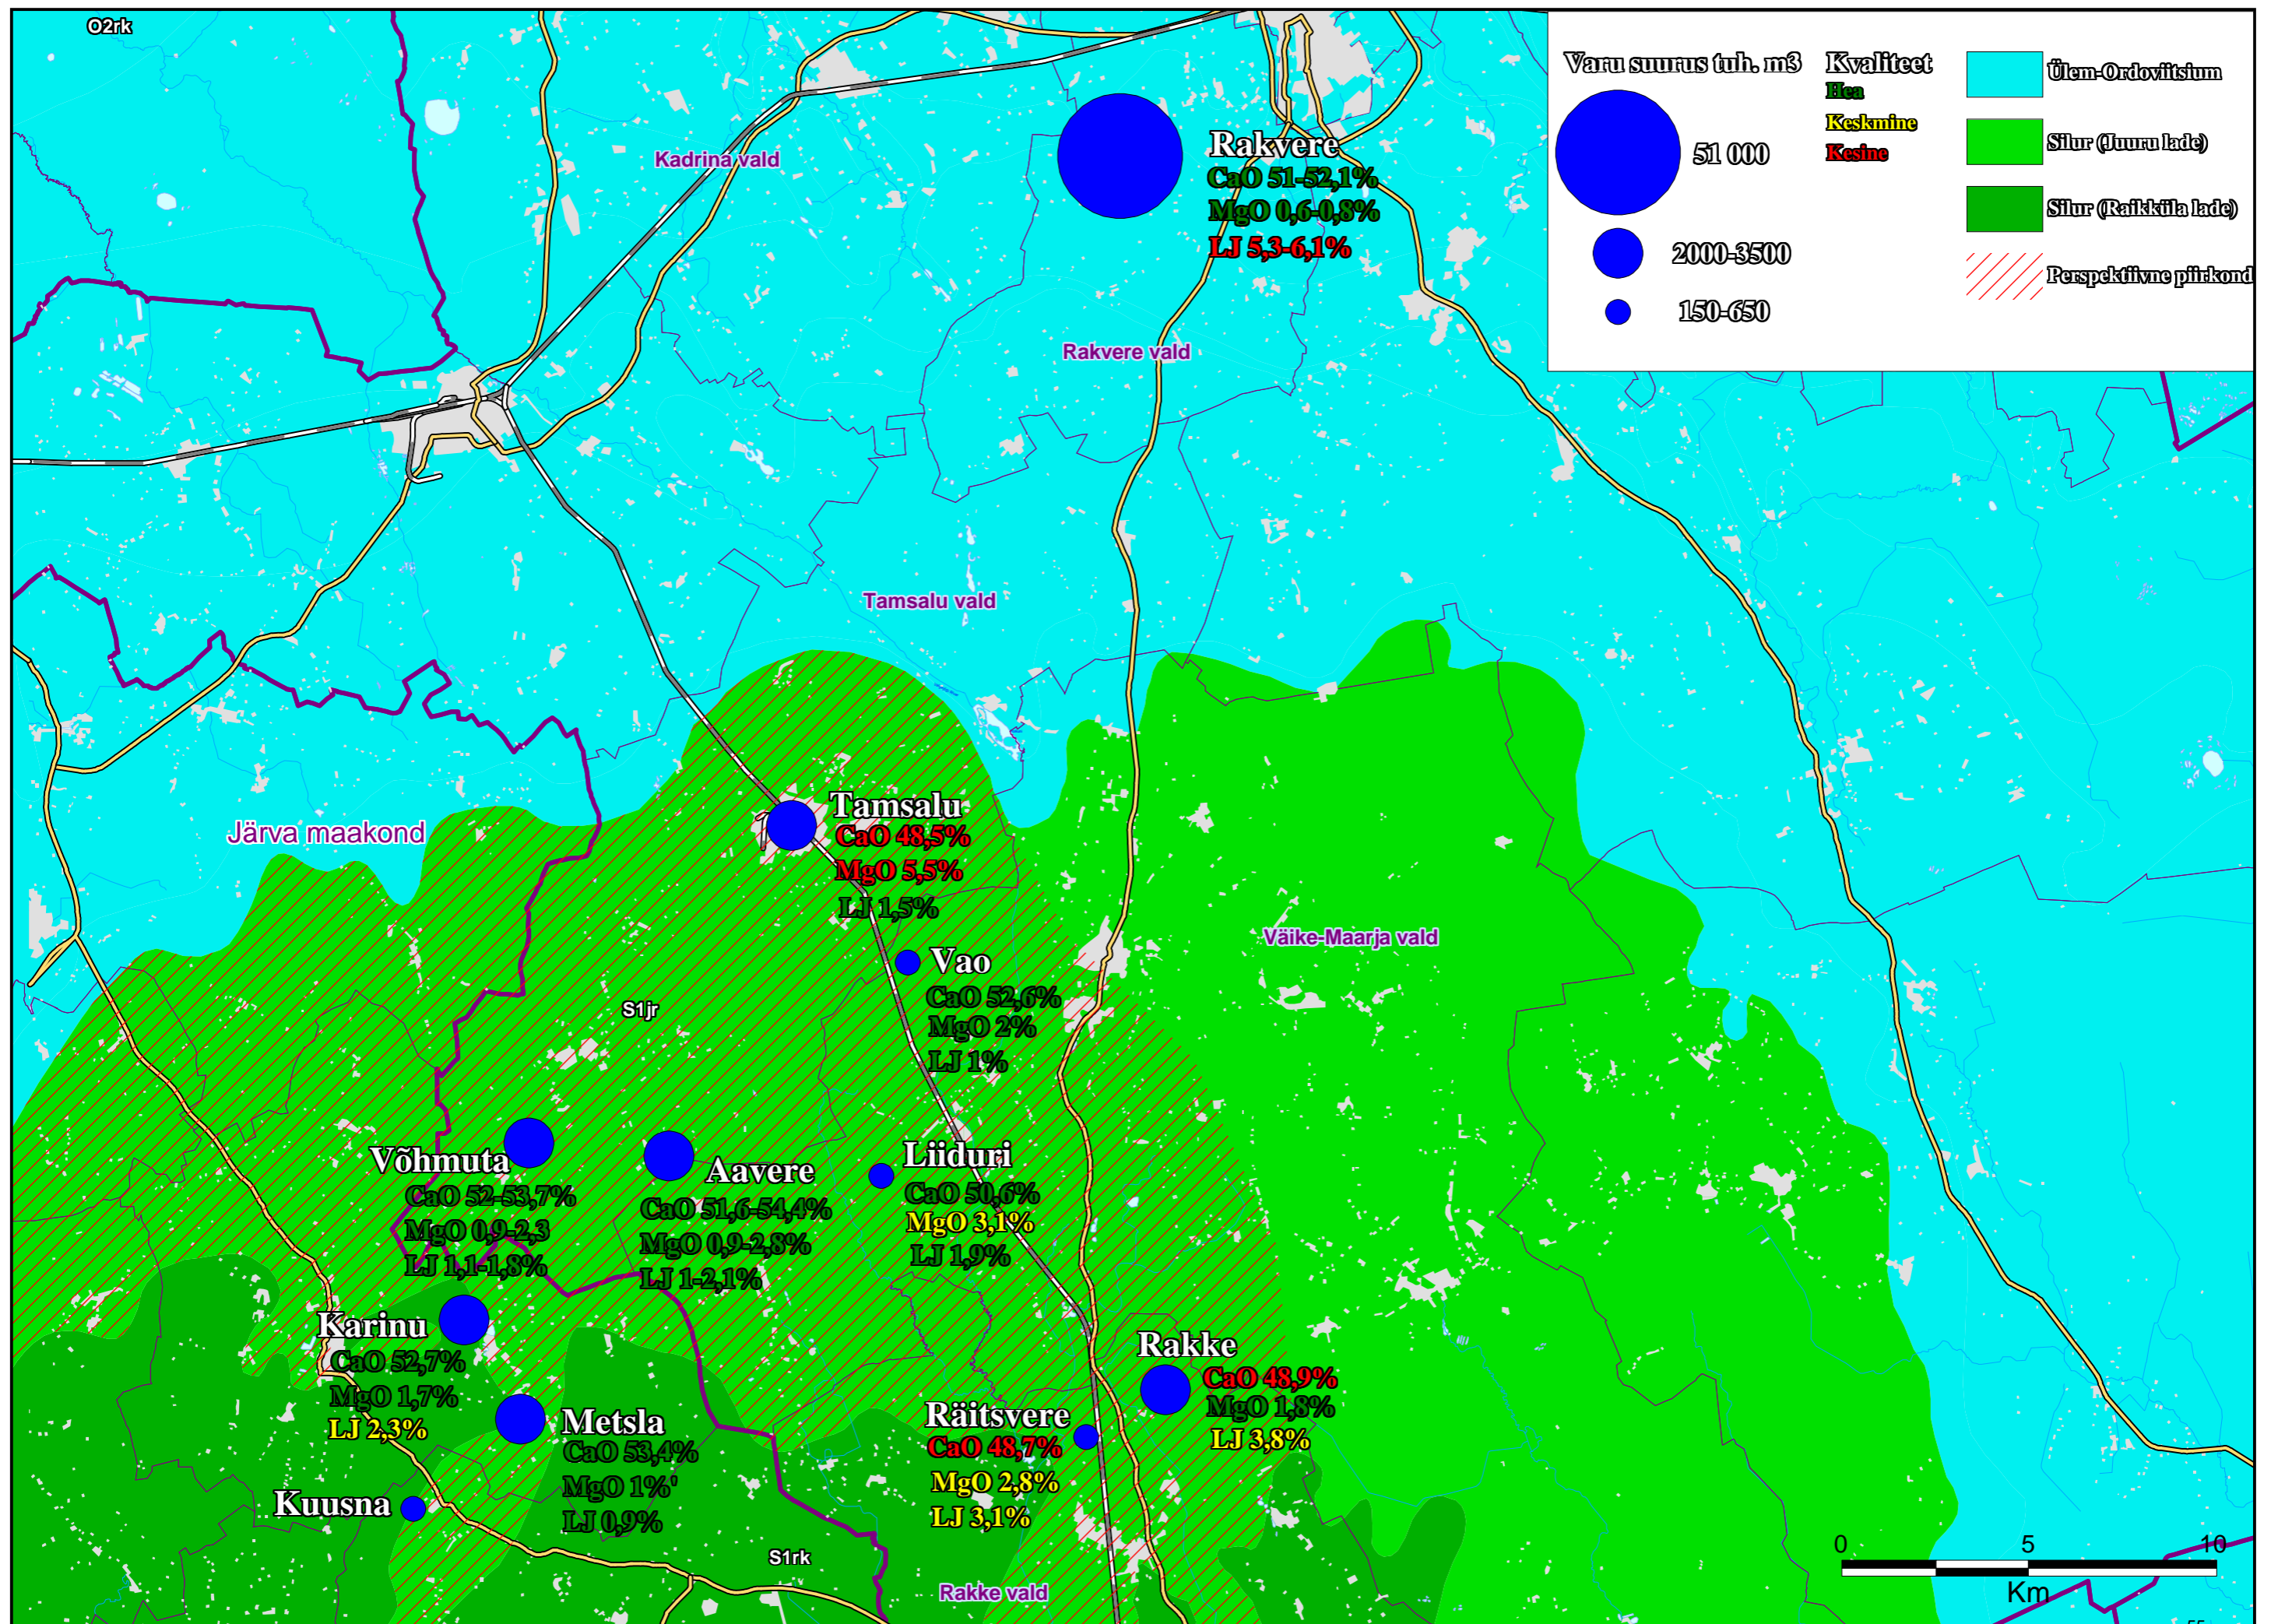 O2rk
Varu suurus tuh. m3
51 000
2000-3500
150-650
Kvaliteet
Hea
Keskmine
Kesine
Ülem-Ordoviitsium
Silur (Juuru lade)
Silur (Raikküla lade)
Perspektiivne piirkond
Kadrina vald
Rakvere
CaO 51-52,1%
MgO 0,6-0,8%
LJ 5,3-6,1%
Rakvere vald
Tamsalu vald
Järva maakond
Tamsalu
CaO 48,5%
MgO 5,5%
LJ 1,5%
Väike-Maarja vald
Vao
CaO 52,6%
MgO 2%
LJ 1%
S1jr
Võhmuta
CaO 52-53,7%
MgO 0,9-2,3
LJ 1,1-1,8%
Aavere
CaO 51,6-54,4%
MgO 0,9-2,8%
LJ 1-2,1%
Liiduri
CaO 50,6%
MgO 3,1%
LJ 1,9%
Karinu
CaO 52,7%
MgO 1,7%
LJ 2,3%
Rakke
CaO 48,9%
MgO 1,8%
LJ 3,8%
Metsla
CaO 53,4%
MgO 1%'
LJ 0,9%
Räitsvere
CaO 48,7%
MgO 2,8%
LJ 3,1%
Kuusna
S1rk
Rakke vald
0 5 10
Km